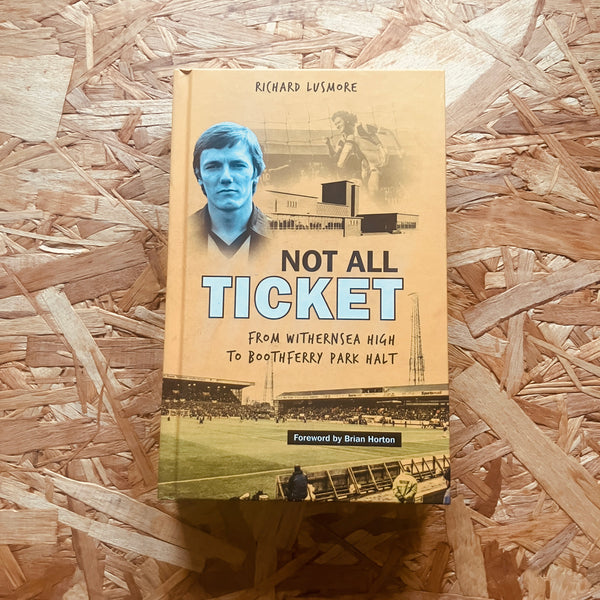 RICHARD LUSMORE
NOT ALL
TICKET
FROM WITHERNSEA HIGH
TO BOOTHFERRY PARK HALT
Foreword by Brian Horton